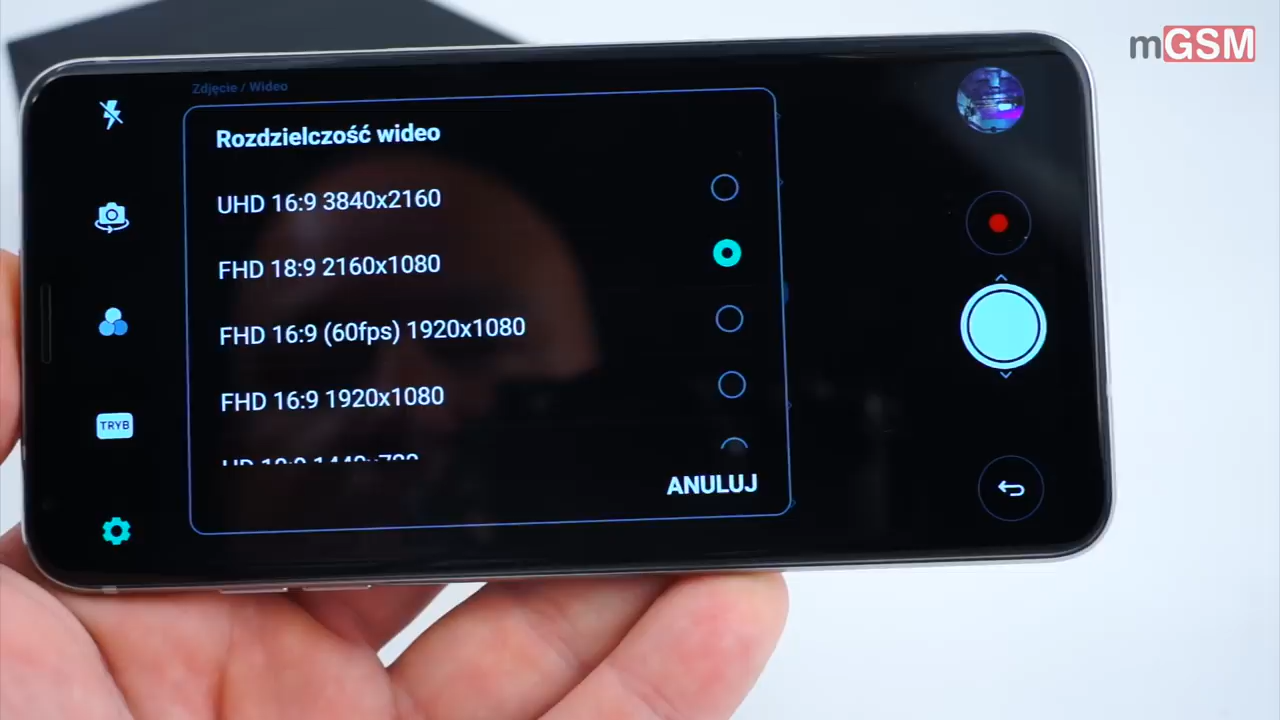 mGSM
Zdjęcie / Wideo
Rozdzielczość wideo
UHD 16:9 3840x2160
FHD 18:9 2160x1080
FHD 16:9 (60fps) 1920x1080
FHD 16:9 1920x1080
TRYB
ANULUJ